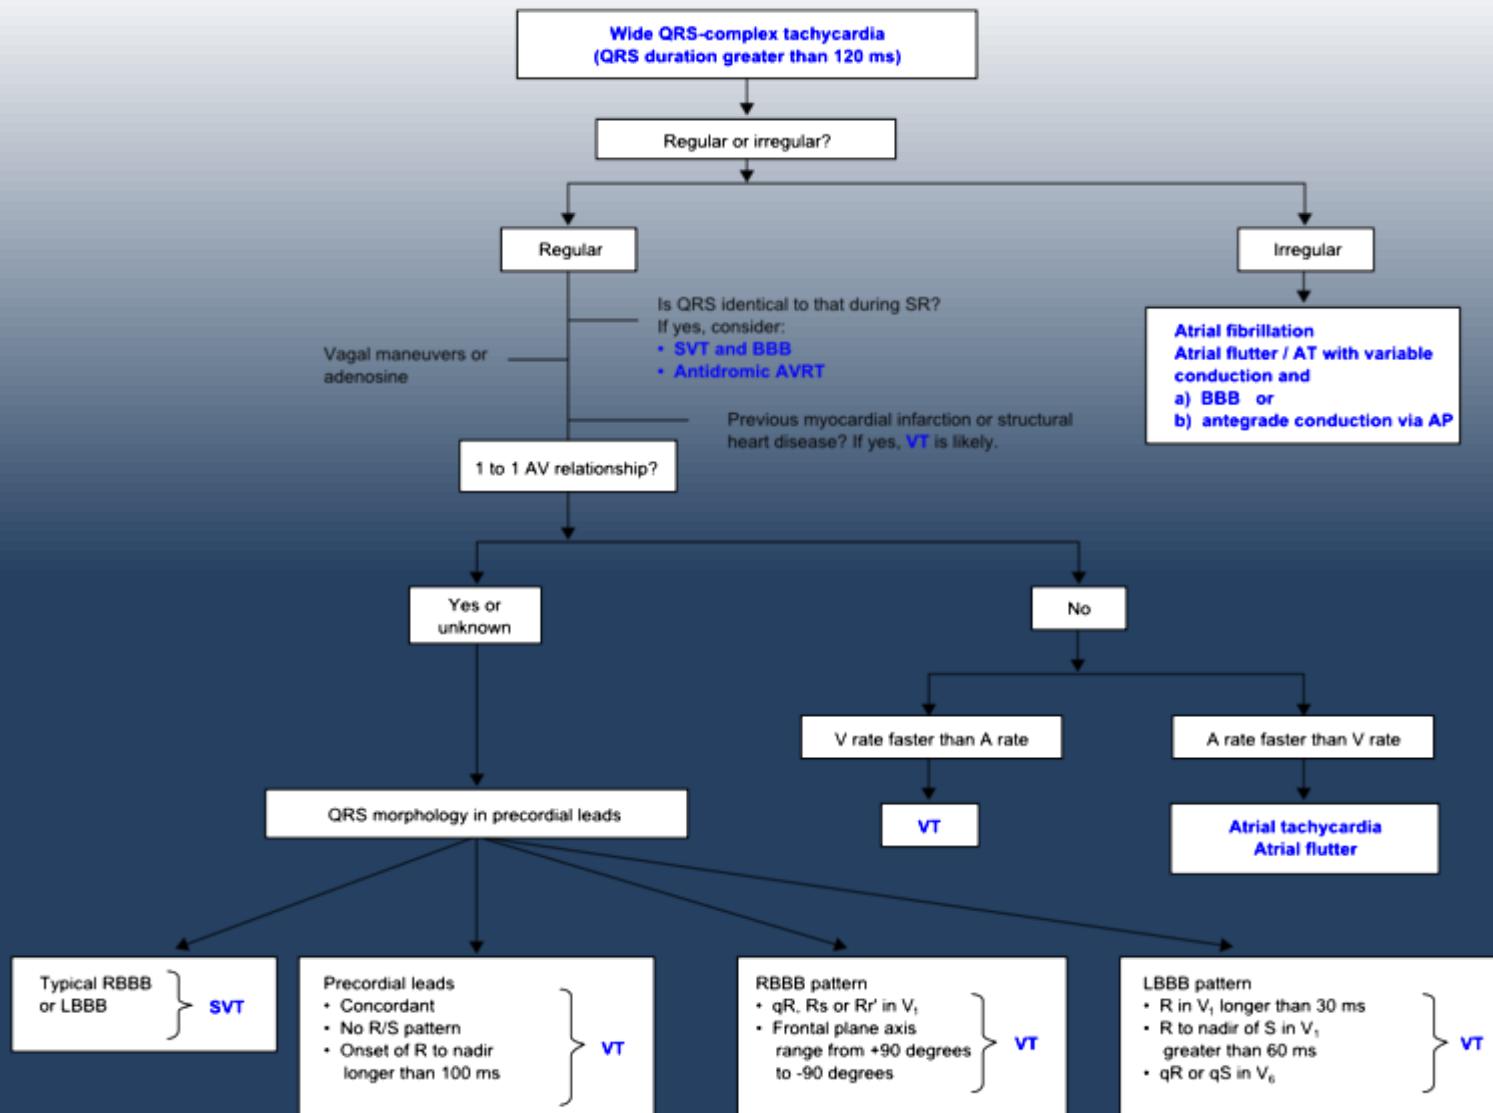 Wide QRS-complex tachycardia
(QRS duration greater than 120 ms)
Regular or irregular?
Regular
Irregular
Is QRS identical to that during SR?
If yes, consider:
• SVT and BBB
• Antidromic AVRT
Vagal maneuvers or
adenosine
Previous myocardial infarction or structural
heart disease? If yes, VT is likely.
Atrial fibrillation
Atrial flutter / AT with variable
conduction and
a) BBB or
b) antegrade conduction via AP
1 to 1 AV relationship?
Yes or
unknown
No
V rate faster than A rate
A rate faster than V rate
QRS morphology in precordial leads
VT
Atrial tachycardia
Atrial flutter
Typical RBBB
or LBBB
SVT
Precordial leads
• Concordant
• No R/S pattern
• Onset of R to nadir
longer than 100 ms
VT
RBBB pattern
• qR, Rs or Rr' in V₁
• Frontal plane axis
range from +90 degrees
to -90 degrees
VT
LBBB pattern
• R in V₁ longer than 30 ms
• R to nadir of S in V₁
greater than 60 ms
• qR or qS in V₆
VT